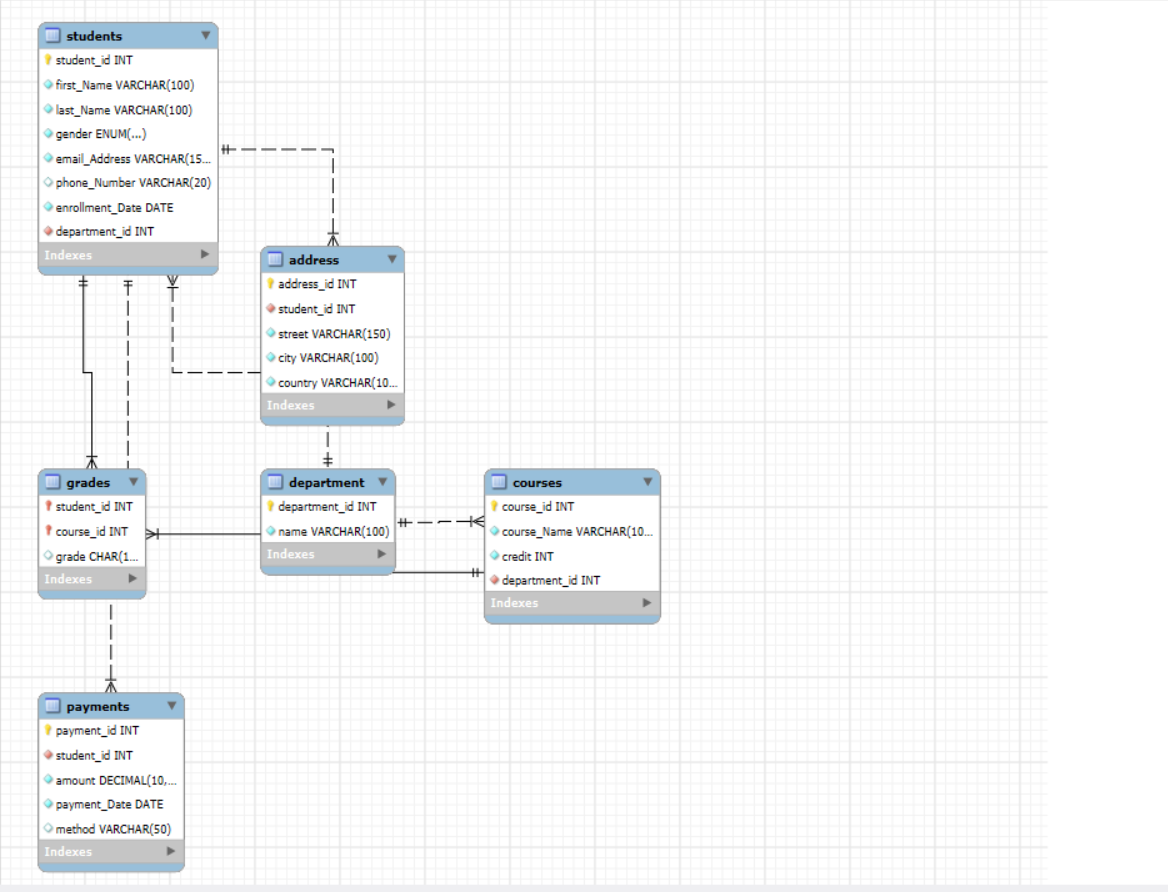 students
student_id INT
first_Name VARCHAR(100)
last_Name VARCHAR(100)
gender ENUM(...)
email_Address VARCHAR(15...
phone_Number VARCHAR(20)
enrollment_Date DATE
department_id INT
Indexes
address
address_id INT
student_id INT
street VARCHAR(150)
city VARCHAR(100)
country VARCHAR(10...
Indexes
grades
student_id INT
course_id INT
grade CHAR(1...
Indexes
department
department_id INT
name VARCHAR(100)
Indexes
courses
course_id INT
course_Name VARCHAR(10...
credit INT
department_id INT
Indexes
payments
payment_id INT
student_id INT
amount DECIMAL(10,...
payment_Date DATE
method VARCHAR(50)
Indexes